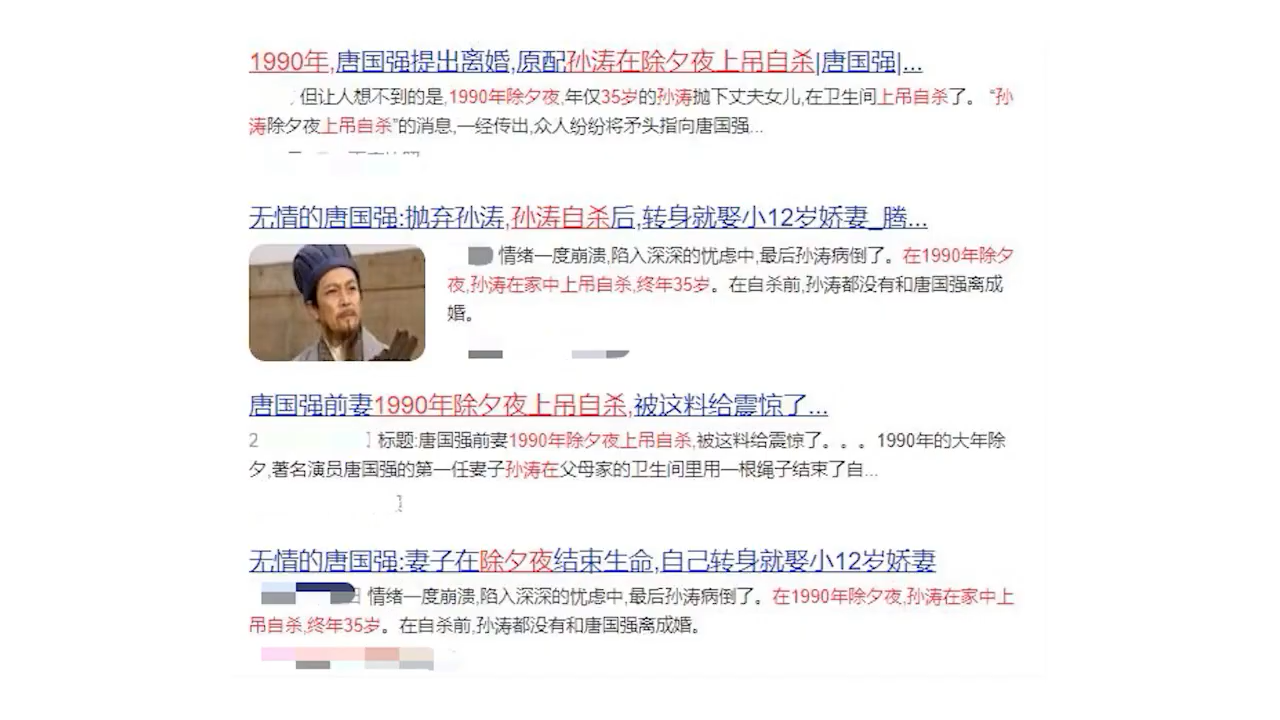 1990年,唐国强提出离婚,原配孙涛在除夕夜上吊自杀|唐国强|...
但让人想不到的是,1990年除夕夜,年仅35岁的孙涛抛下丈夫女儿,在卫生间上吊自杀了。 “孙
涛除夕夜上吊自杀”的消息,一经传出,众人纷纷将矛头指向唐国强...
无情的唐国强:抛弃孙涛,孙涛自杀后,转身就娶小12岁娇妻_腾...
情绪一度崩溃,陷入深深的忧虑中,最后孙涛病倒了。在1990年除夕
夜,孙涛在家中上吊自杀,终年35岁。在自杀前,孙涛都没有和唐国强离成
婚。
唐国强前妻1990年除夕夜上吊自杀,被这料给震惊了...
2 标题:唐国强前妻1990年除夕夜上吊自杀,被这料给震惊了。。。1990年的大年除
夕,著名演员唐国强的第一任妻子孙涛在父母家的卫生间里用一根绳子结束了自...
无情的唐国强:妻子在除夕夜结束生命,自己转身就娶小12岁娇妻
情绪一度崩溃,陷入深深的忧虑中,最后孙涛病倒了。在1990年除夕夜,孙涛在家中上
吊自杀,终年35岁。在自杀前,孙涛都没有和唐国强离成婚。